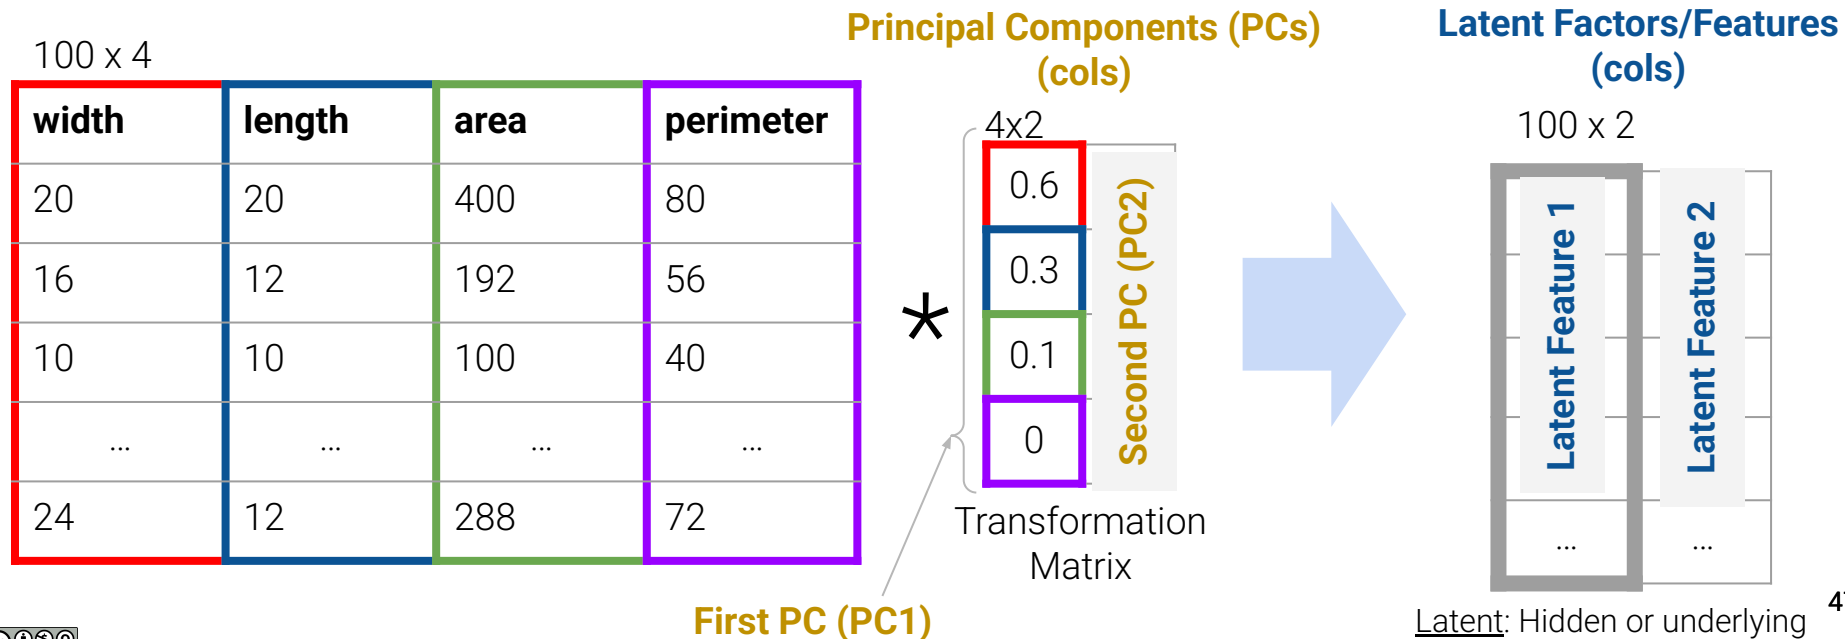 Principal Components (PCs)
(cols)
Latent Factors/Features
(cols)
100 x 4
width length area perimeter
20 20 400 80
16 12 192 56
10 10 100 40
... ... ... ...
24 12 288 72
*
4x2
0.6
0.3
0.1
0
Second PC (PC2)
Transformation
Matrix
First PC (PC1)
100 x 2
Latent Feature 1
Latent Feature 2
... ...
Latent: Hidden or underlying